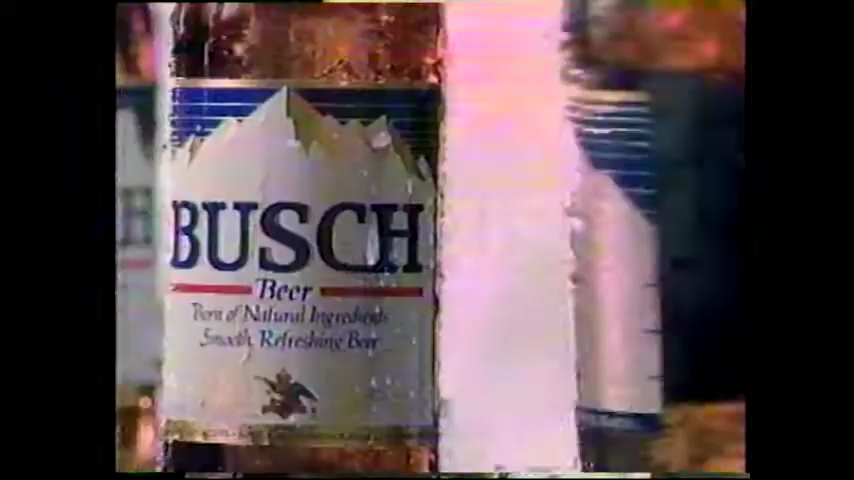 BUSCH
Beer
Born of Natural Ingredients
Smooth, Refreshing Beer